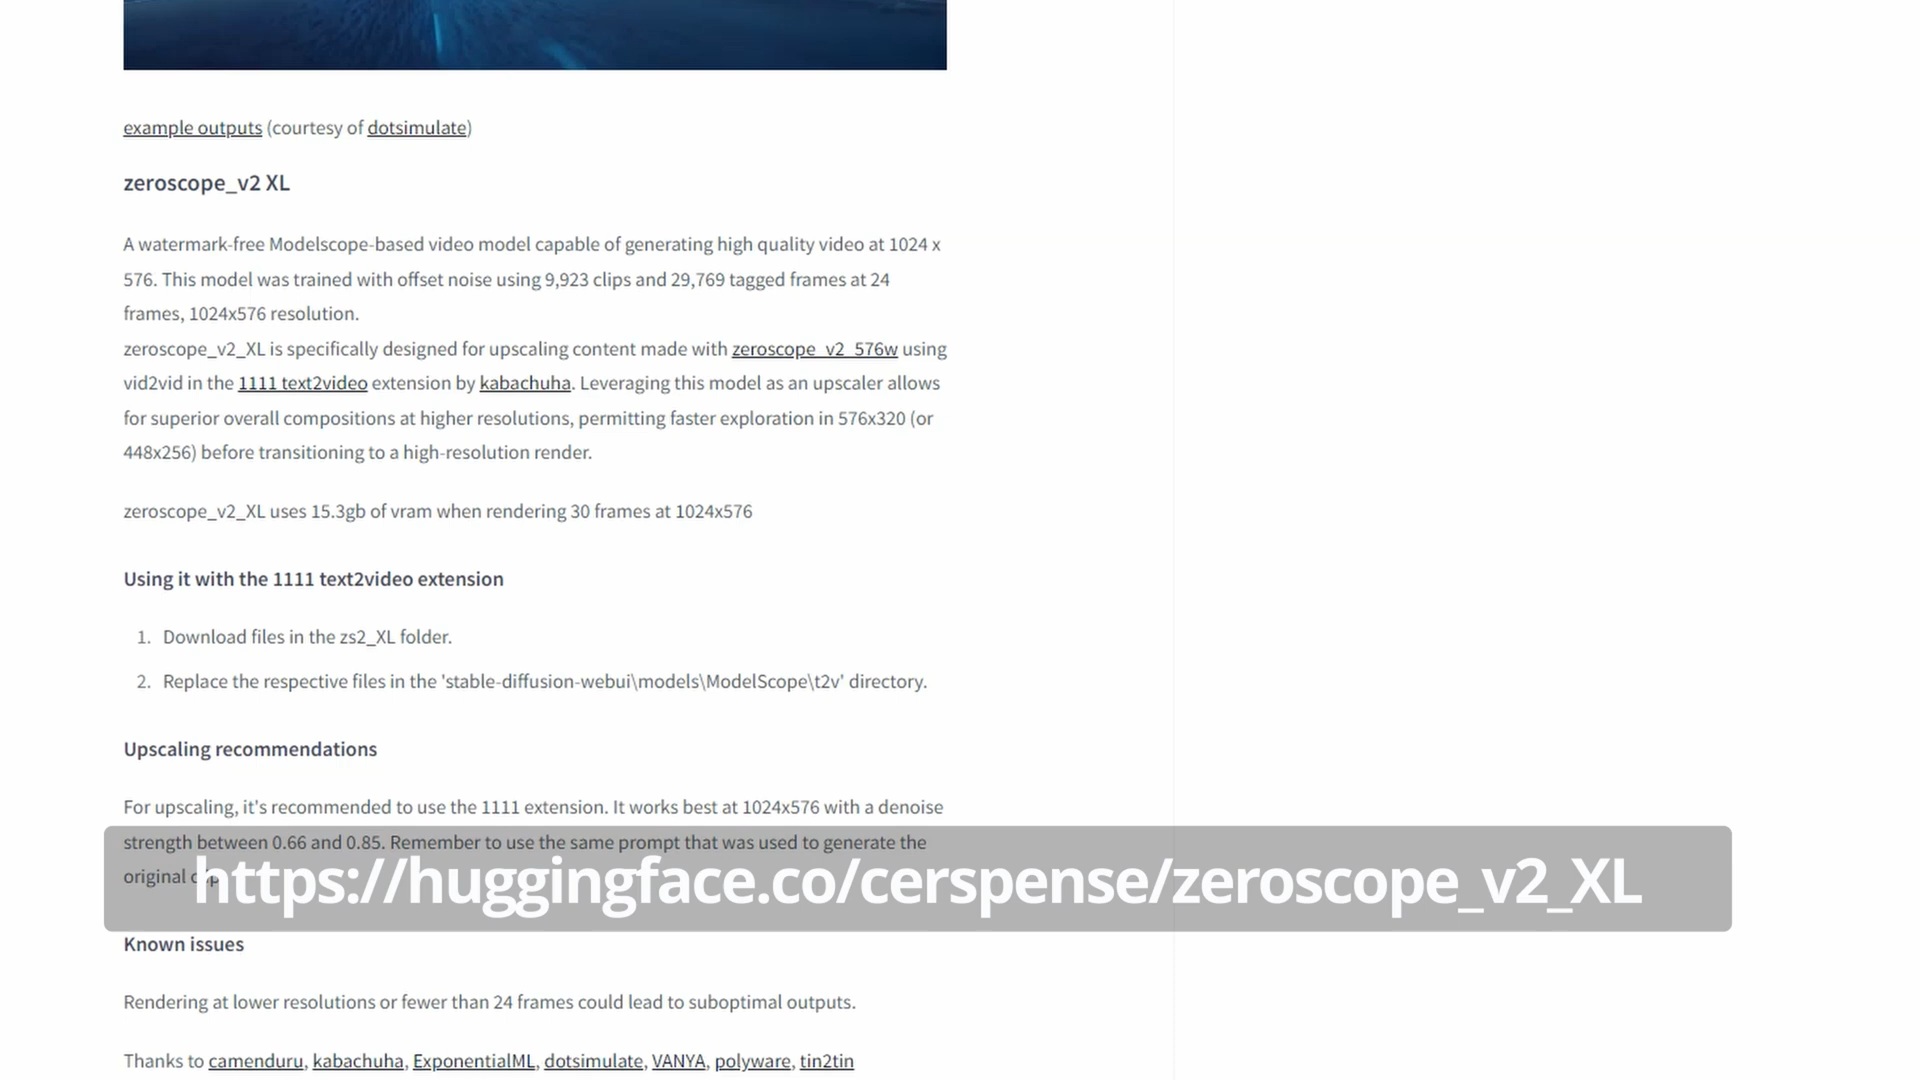 example outputs (courtesy of dotsimulate)
zeroscope_v2 XL
A watermark-free Modelscope-based video model capable of generating high quality video at 1024 x
576. This model was trained with offset noise using 9,923 clips and 29,769 tagged frames at 24
frames, 1024x576 resolution.
zeroscope_v2_XL is specifically designed for upscaling content made with zeroscope_v2_576w using
vid2vid in the 1111 text2video extension by kabachuha. Leveraging this model as an upscaler allows
for superior overall compositions at higher resolutions, permitting faster exploration in 576x320 (or
448x256) before transitioning to a high-resolution render.
zeroscope_v2_XL uses 15.3gb of vram when rendering 30 frames at 1024x576
Using it with the 1111 text2video extension
1. Download files in the zs2_XL folder.
2. Replace the respective files in the 'stable-diffusion-webui\models\ModelScope\t2v' directory.
Upscaling recommendations
For upscaling, it's recommended to use the 1111 extension. It works best at 1024x576 with a denoise
strength between 0.66 and 0.85. Remember to use the same prompt that was used to generate the
original
https://huggingface.co/cerspense/zeroscope_v2_XL
Known issues
Rendering at lower resolutions or fewer than 24 frames could lead to suboptimal outputs.
Thanks to camenduru, kabachuha, ExponentialML, dotsimulate, VANYA, polyware, tin2tin